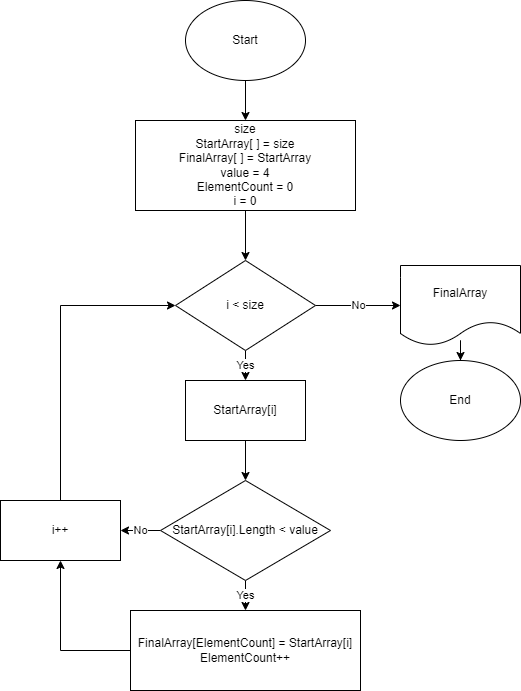 Start
size
StartArray[ ] = size
FinalArray[ ] = StartArray
value = 4
ElementCount = 0
i = 0
i < size
No
FinalArray
Yes
End
StartArray[i]
StartArray[i].Length < value
No
i++
Yes
FinalArray[ElementCount] = StartArray[i]
ElementCount++